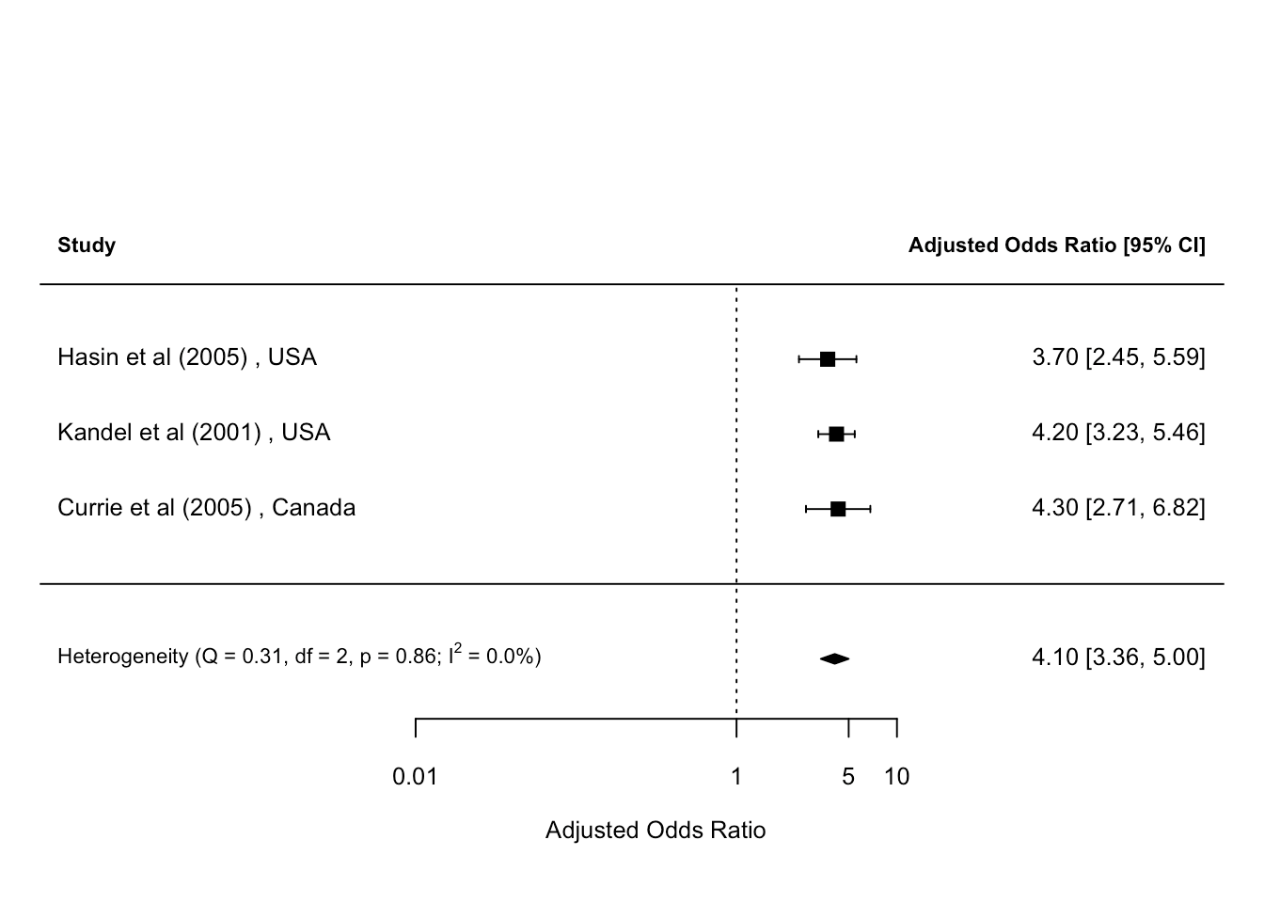 Study Adjusted Odds Ratio [95% CI]
Hasin et al (2005) , USA 3.70 [2.45, 5.59]
Kandel et al (2001) , USA 4.20 [3.23, 5.46]
Currie et al (2005) , Canada 4.30 [2.71, 6.82]
Heterogeneity (Q = 0.31, df = 2, p = 0.86; I² = 0.0%) 4.10 [3.36, 5.00]
0.01 1 5 10
Adjusted Odds Ratio